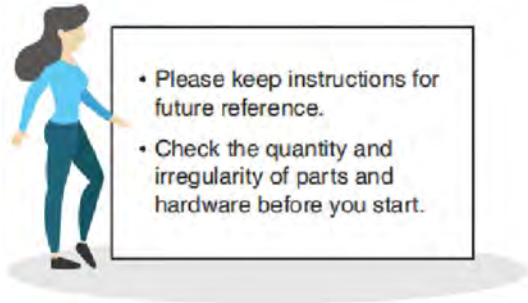 • Please keep instructions for
future reference.
• Check the quantity and
irregularity of parts and
hardware before you start.